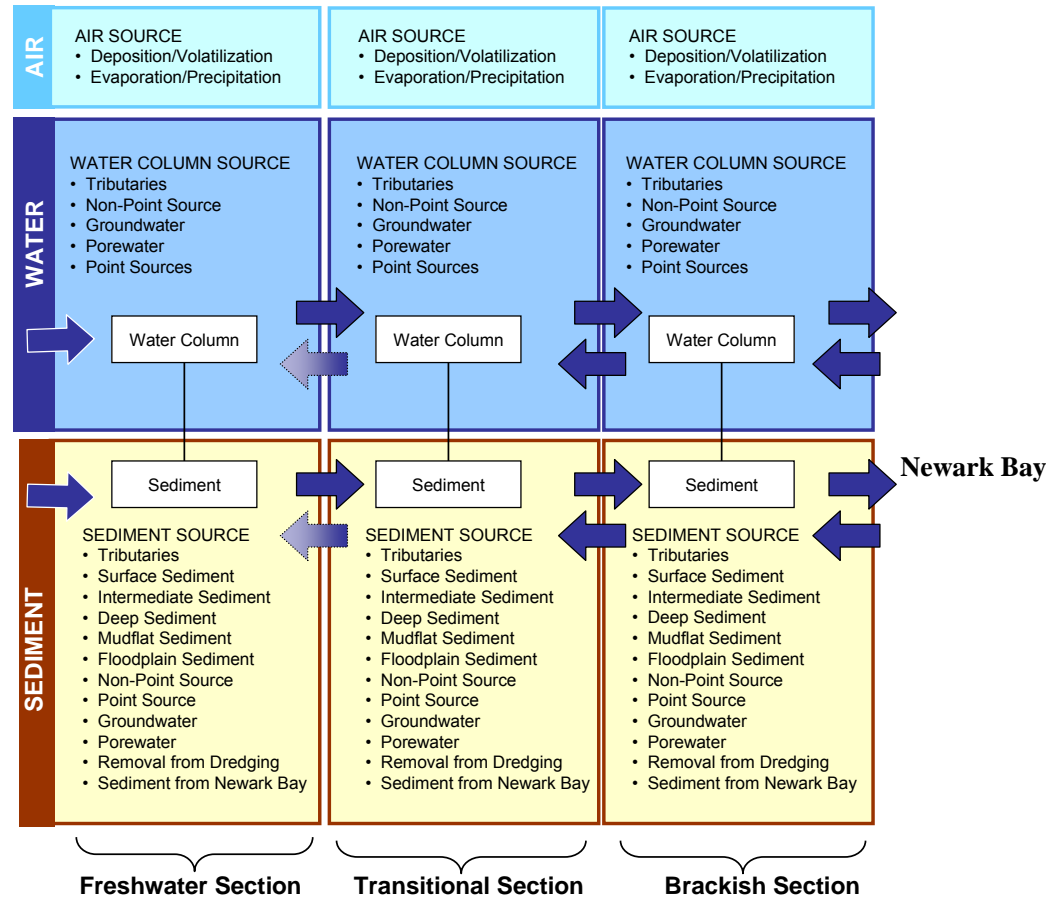 AIR
AIR SOURCE
• Deposition/Volatilization
• Evaporation/Precipitation
AIR SOURCE
• Deposition/Volatilization
• Evaporation/Precipitation
AIR SOURCE
• Deposition/Volatilization
• Evaporation/Precipitation
WATER
WATER COLUMN SOURCE
• Tributaries
• Non-Point Source
• Groundwater
• Porewater
• Point Sources
Water Column
WATER COLUMN SOURCE
• Tributaries
• Non-Point Source
• Groundwater
• Porewater
• Point Sources
Water Column
WATER COLUMN SOURCE
• Tributaries
• Non-Point Source
• Groundwater
• Porewater
• Point Sources
Water Column
SEDIMENT
Sediment
SEDIMENT SOURCE
• Tributaries
• Surface Sediment
• Intermediate Sediment
• Deep Sediment
• Mudflat Sediment
• Floodplain Sediment
• Non-Point Source
• Point Source
• Groundwater
• Porewater
• Removal from Dredging
• Sediment from Newark Bay
Sediment
SEDIMENT SOURCE
• Tributaries
• Surface Sediment
• Intermediate Sediment
• Deep Sediment
• Mudflat Sediment
• Floodplain Sediment
• Non-Point Source
• Point Source
• Groundwater
• Porewater
• Removal from Dredging
• Sediment from Newark Bay
Sediment
SEDIMENT SOURCE
• Tributaries
• Surface Sediment
• Intermediate Sediment
• Deep Sediment
• Mudflat Sediment
• Floodplain Sediment
• Non-Point Source
• Point Source
• Groundwater
• Porewater
• Removal from Dredging
• Sediment from Newark Bay
Newark Bay
Freshwater Section
Transitional Section
Brackish Section